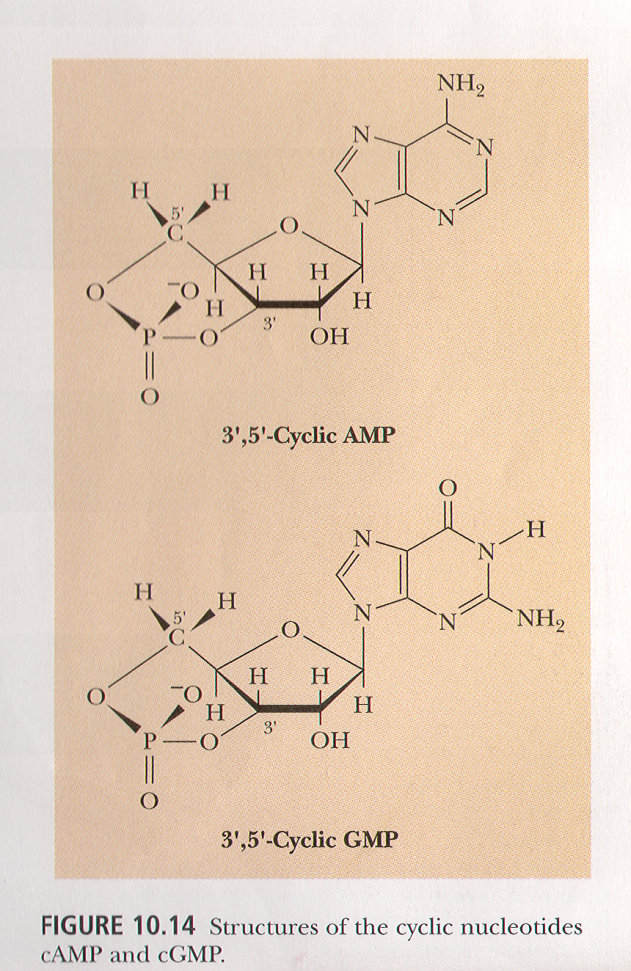 NH₂
N
N
H H
5'
C
N
N
O
O
⁻O
H H
H
H
3'
P
O
OH
O
3',5'-Cyclic AMP
O
N
H
N
H H
5'
C
N
N
NH₂
O
O
⁻O
H H
H
H
3'
P
O
OH
O
3',5'-Cyclic GMP
FIGURE 10.14 Structures of the cyclic nucleotides
cAMP and cGMP.